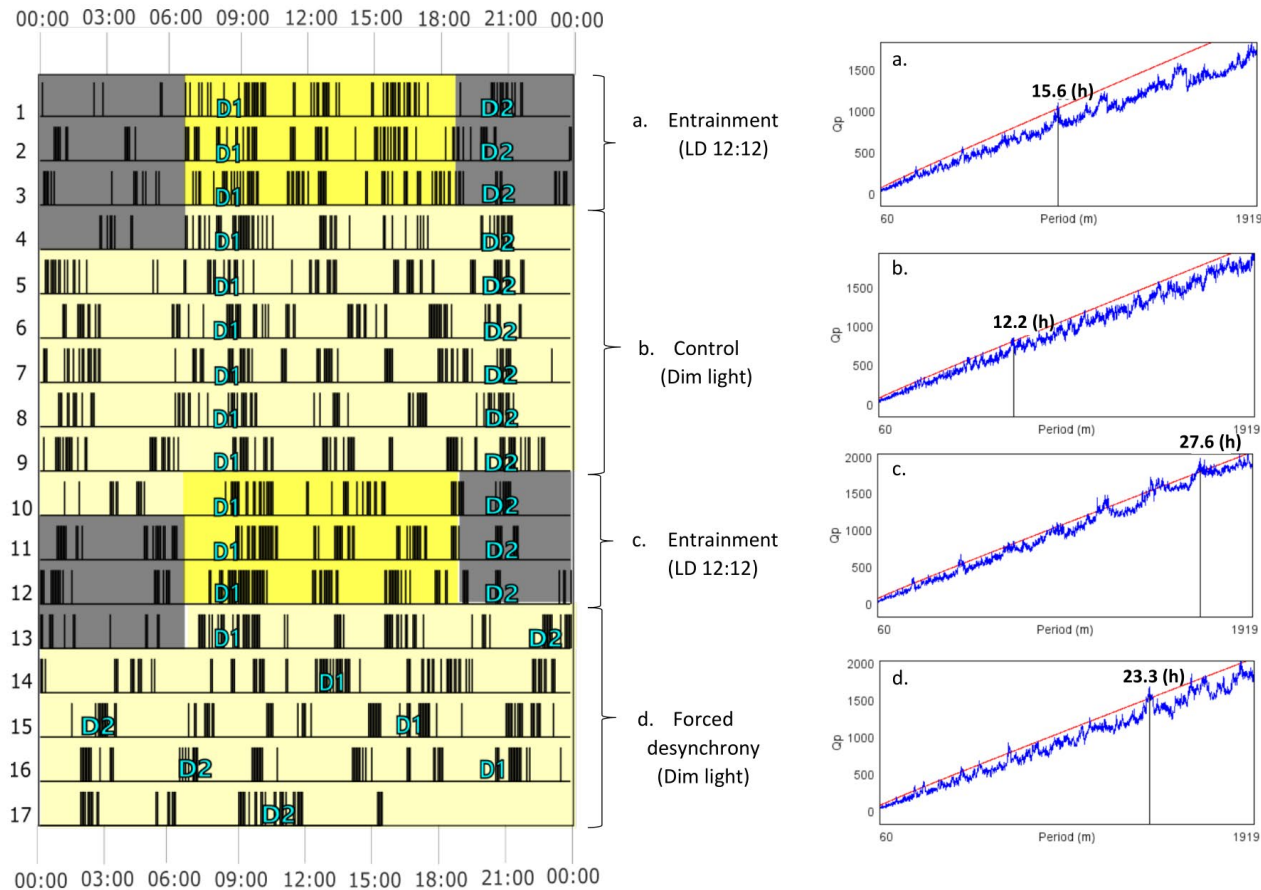 00:00 03:00 06:00 09:00 12:00 15:00 18:00 21:00 00:00
1 D1 D2
2 D1 D2
3 D1 D2
4 D1 D2
5 D1 D2
6 D1 D2
7 D1 D2
8 D1 D2
9 D1 D2
10 D1 D2
11 D1 D2
12 D1 D2
13 D1 D2
14 D1
15 D2 D1
16 D2 D1
17 D2
00:00 03:00 06:00 09:00 12:00 15:00 18:00 21:00 00:00
a. Entrainment
(LD 12:12)
b. Control
(Dim light)
c. Entrainment
(LD 12:12)
d. Forced
desynchrony
(Dim light)
a.
15.6 (h)
Qp
1500
1000
500
0
60 Period (m) 1919
b.
12.2 (h)
Qp
1500
1000
500
0
60 Period (m) 1919
27.6 (h)
c.
Qp
2000
1500
1000
500
0
60 Period (m) 1919
d.
23.3 (h)
Qp
2000
1500
1000
500
0
60 Period (m) 1919